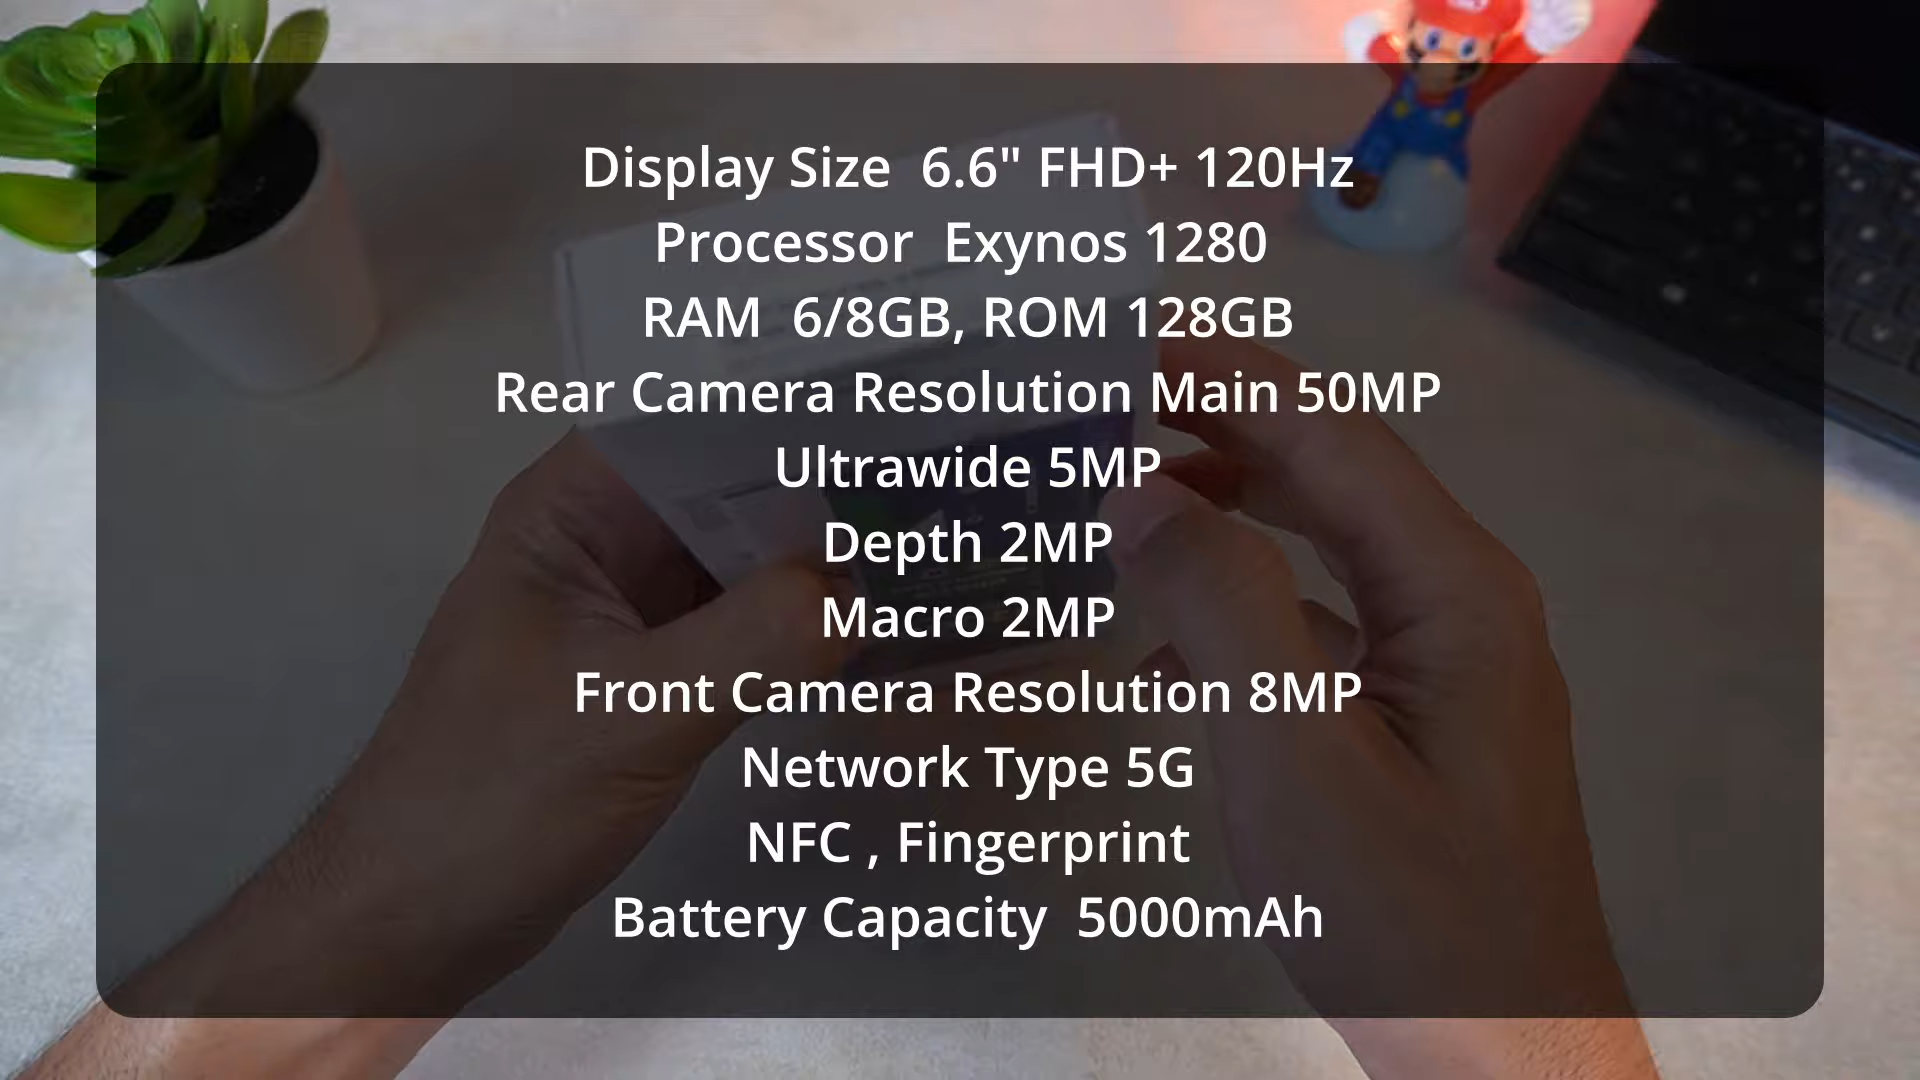 Display Size  6.6" FHD+ 120Hz
Processor  Exynos 1280
RAM  6/8GB, ROM 128GB
Rear Camera Resolution Main 50MP
Ultrawide 5MP
Depth 2MP
Macro 2MP
Front Camera Resolution 8MP
Network Type 5G
NFC , Fingerprint
Battery Capacity  5000mAh